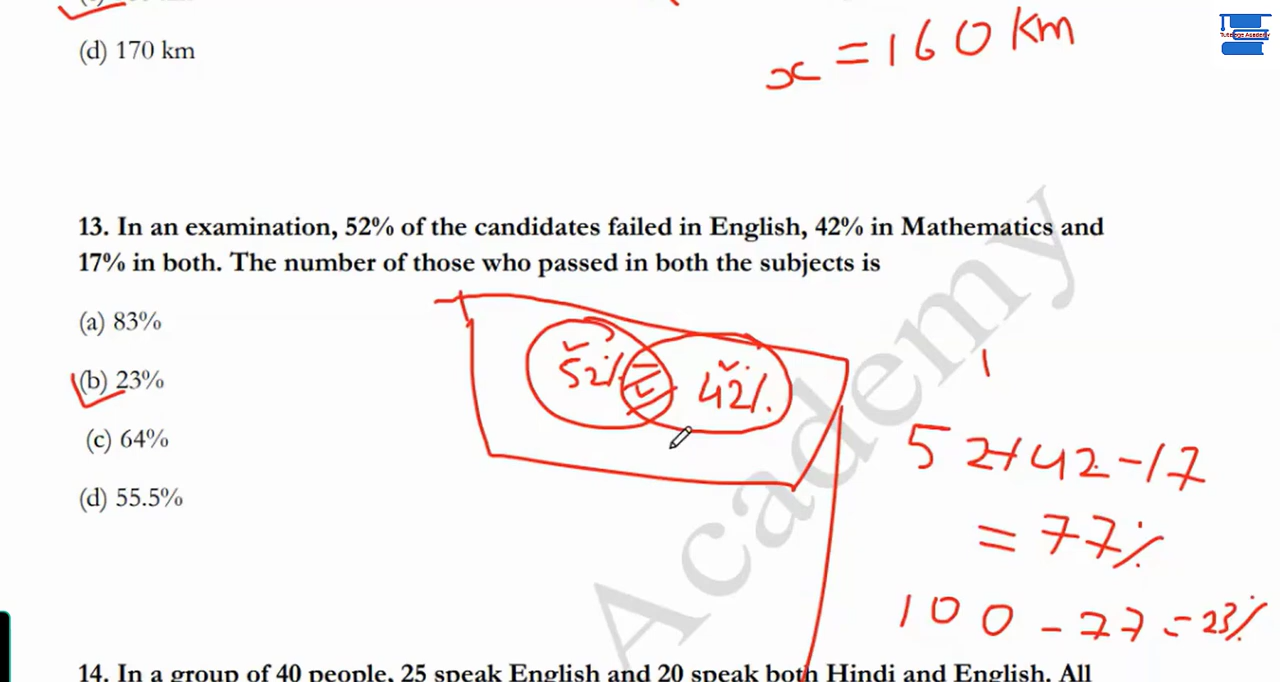 (d) 170 km
x = 160 km
13. In an examination, 52% of the candidates failed in English, 42% in Mathematics and
17% in both. The number of those who passed in both the subjects is
(a) 83%
(b) 23%
(c) 64%
(d) 55.5%
52%
42%
52+42-17
= 77%
100 - 77 = 23%
Academy
14. In a group of 40 people, 25 speak English and 20 speak both Hindi and English. All